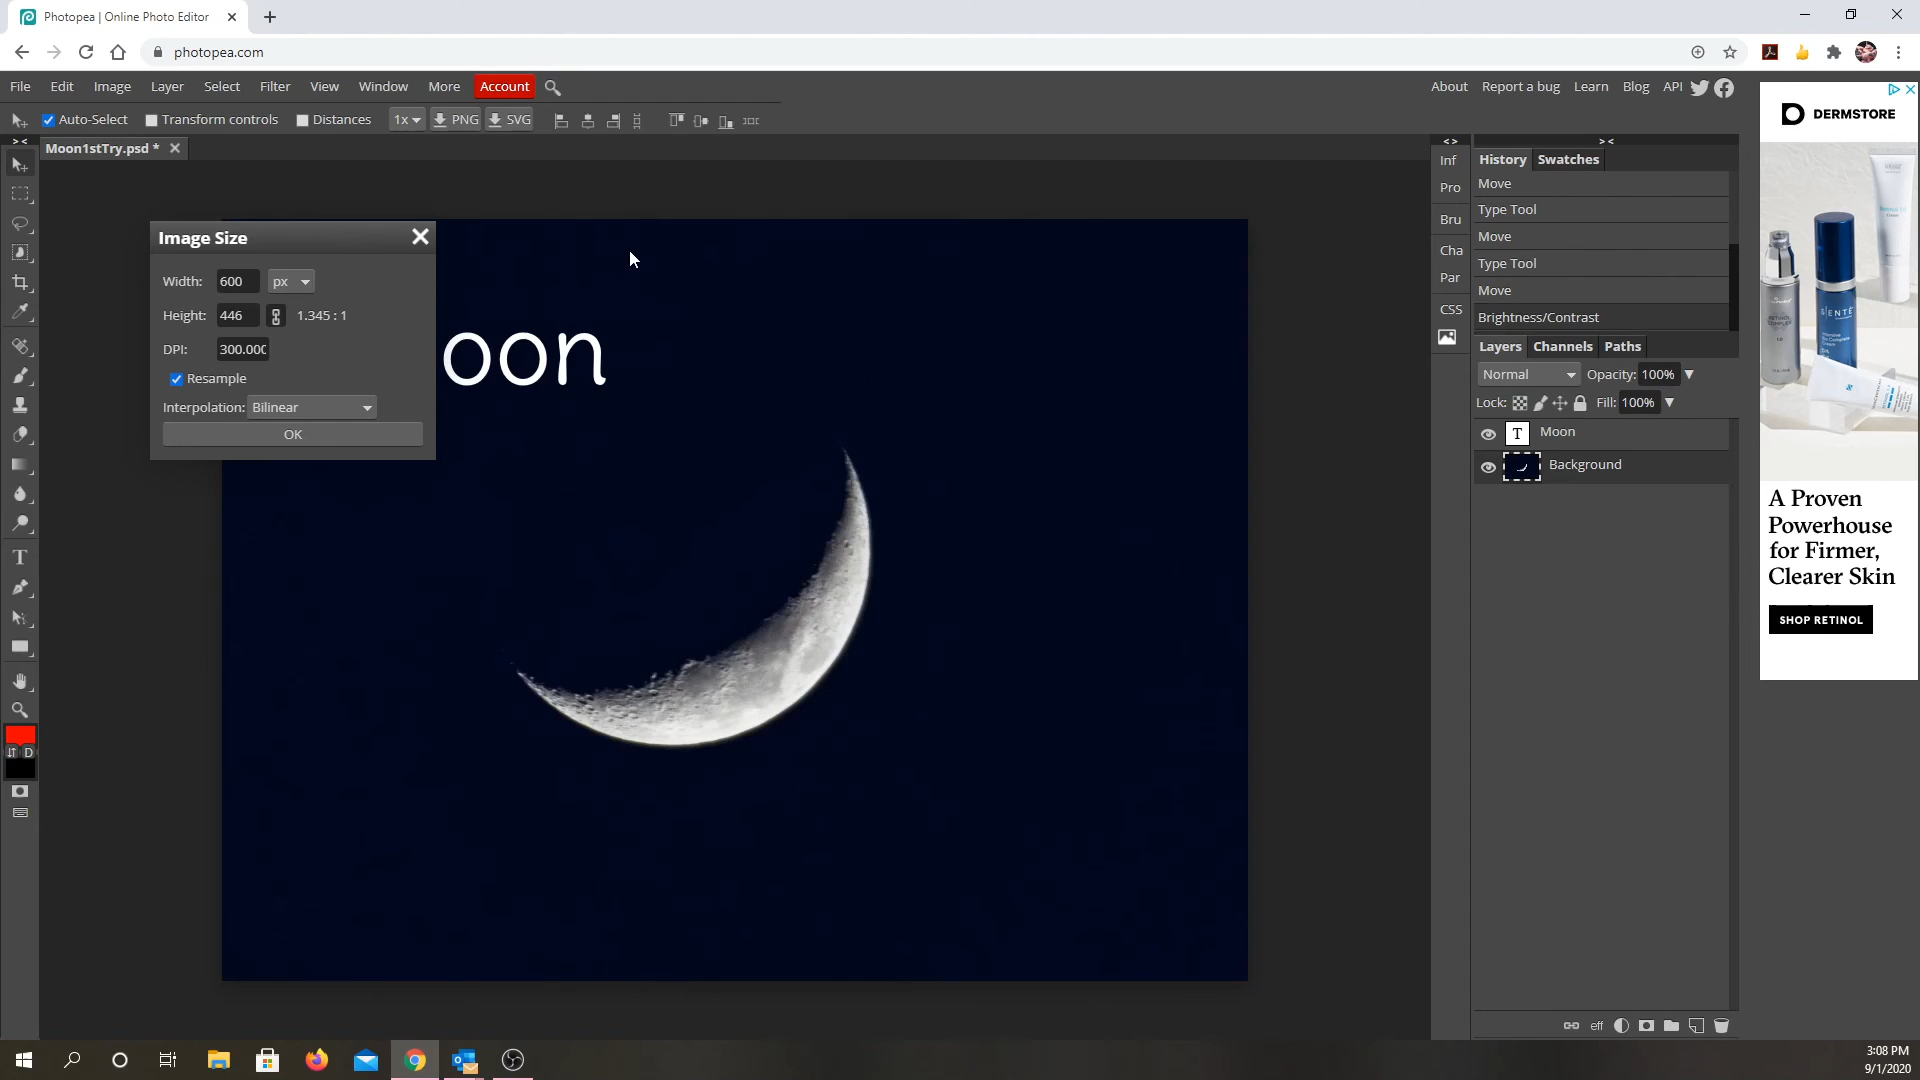 Photopea | Online Photo Editor
photopea.com
File Edit Image Layer Select Filter View Window More Account
About Report a bug Learn Blog API
Auto-Select Transform controls Distances 1x PNG SVG
Moon1stTry.psd *
Image Size
Width: 600 px
Height: 446 1.345 : 1
DPI: 300.000
Resample
Interpolation: Bilinear
OK
oon
Inf
Pro
Bru
Cha
Par
CSS
History Swatches
Move
Type Tool
Move
Type Tool
Move
Brightness/Contrast
Layers Channels Paths
Normal Opacity: 100%
Lock: Fill: 100%
T Moon
Background
eff
T
D
DERMSTORE
SENTÉ
A Proven
Powerhouse
for Firmer,
Clearer Skin
SHOP RETINOL
3:08 PM
9/1/2020